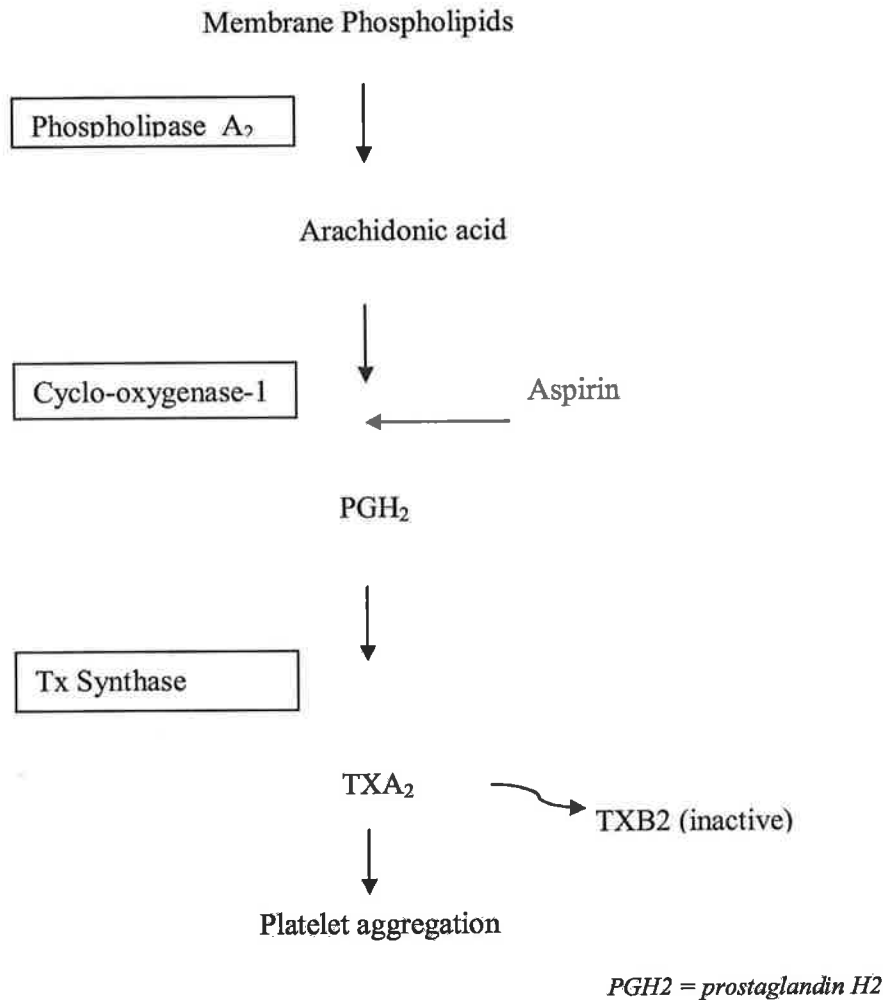 Membrane Phospholipids
Phospholipase A₂
Arachidonic acid
Cyclo-oxygenase-1
Aspirin
PGH₂
Tx Synthase
TXA₂
TXB2 (inactive)
Platelet aggregation
PGH2 = prostaglandin H2